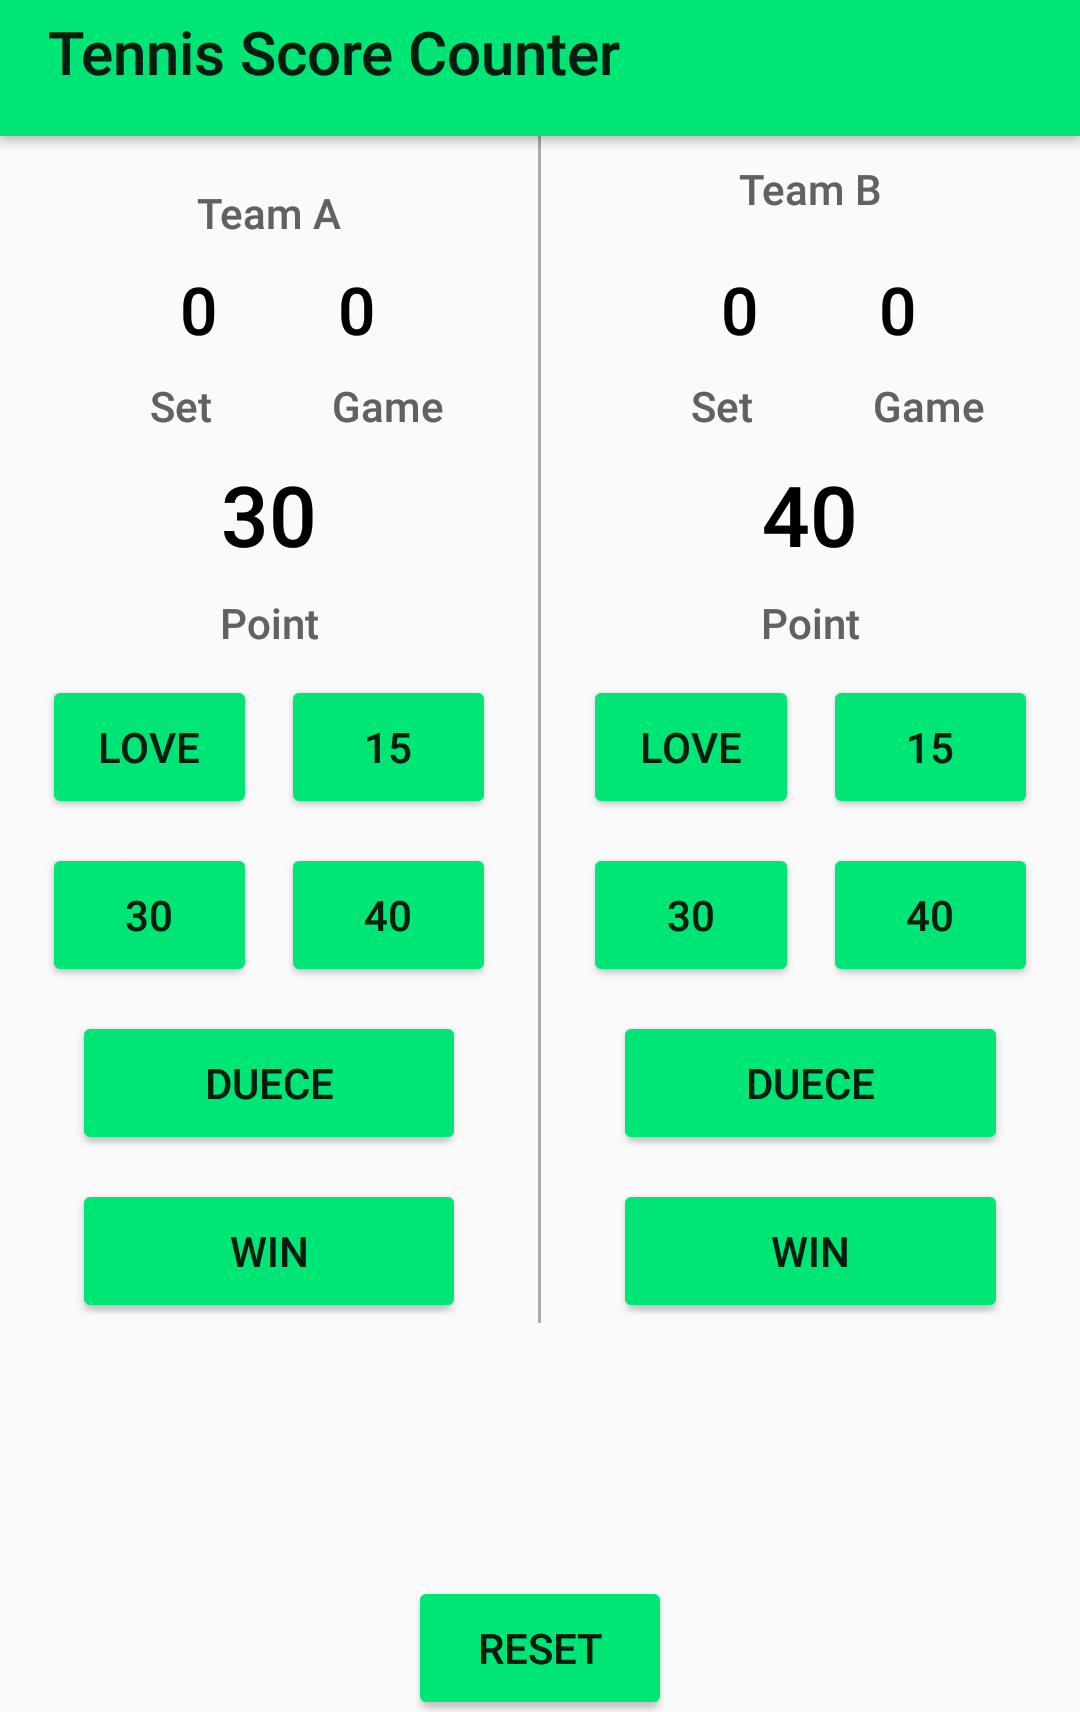 Tennis Score Counter
Team A
0 0
Set Game
30
Point
LOVE 15
30 40
DUECE
WIN
Team B
0 0
Set Game
40
Point
LOVE 15
30 40
DUECE
WIN
RESET